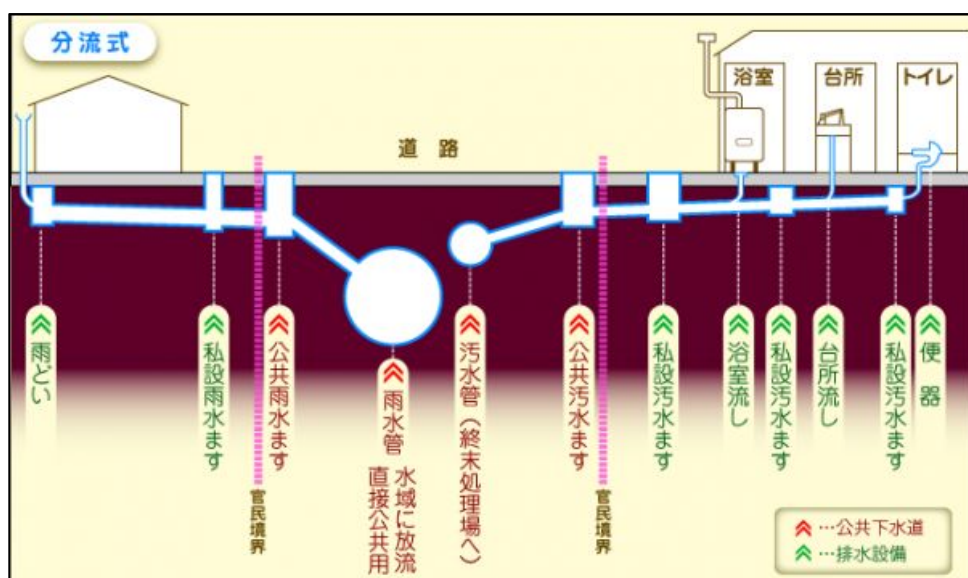 分流式
浴室
台所
トイレ
道路
雨どい
私設雨水ます
公共雨水ます
雨水管
直接公共用
水域に放流
汚水管（終末処理場へ）
公共汚水ます
私設汚水ます
浴室流し
私設汚水ます
台所流し
私設汚水ます
便器
官民境界
官民境界
…公共下水道
…排水設備